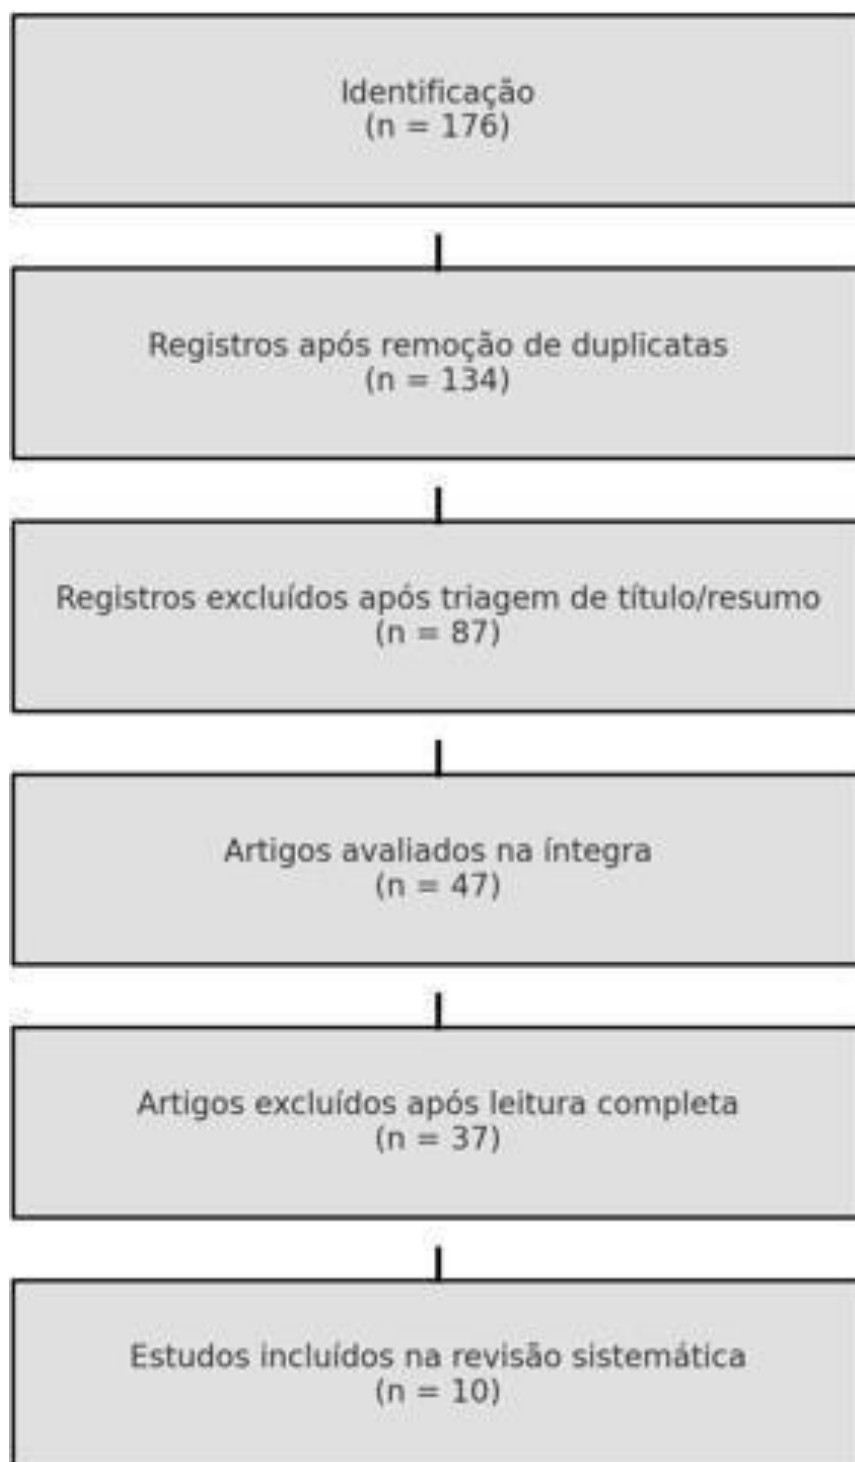 Identificação
(n = 176)
Registros após remoção de duplicatas
(n = 134)
Registros excluídos após triagem de título/resumo
(n = 87)
Artigos avaliados na íntegra
(n = 47)
Artigos excluídos após leitura completa
(n = 37)
Estudos incluídos na revisão sistemática
(n = 10)